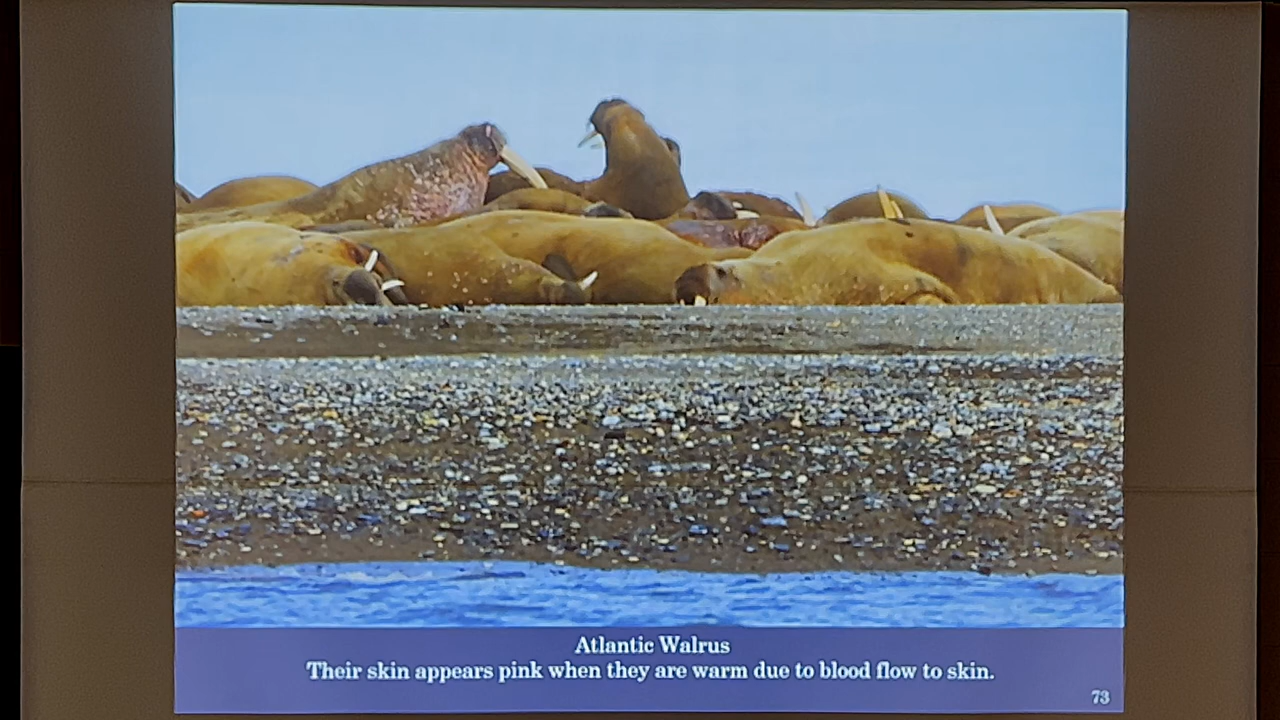 Atlantic Walrus
Their skin appears pink when they are warm due to blood flow to skin.
73